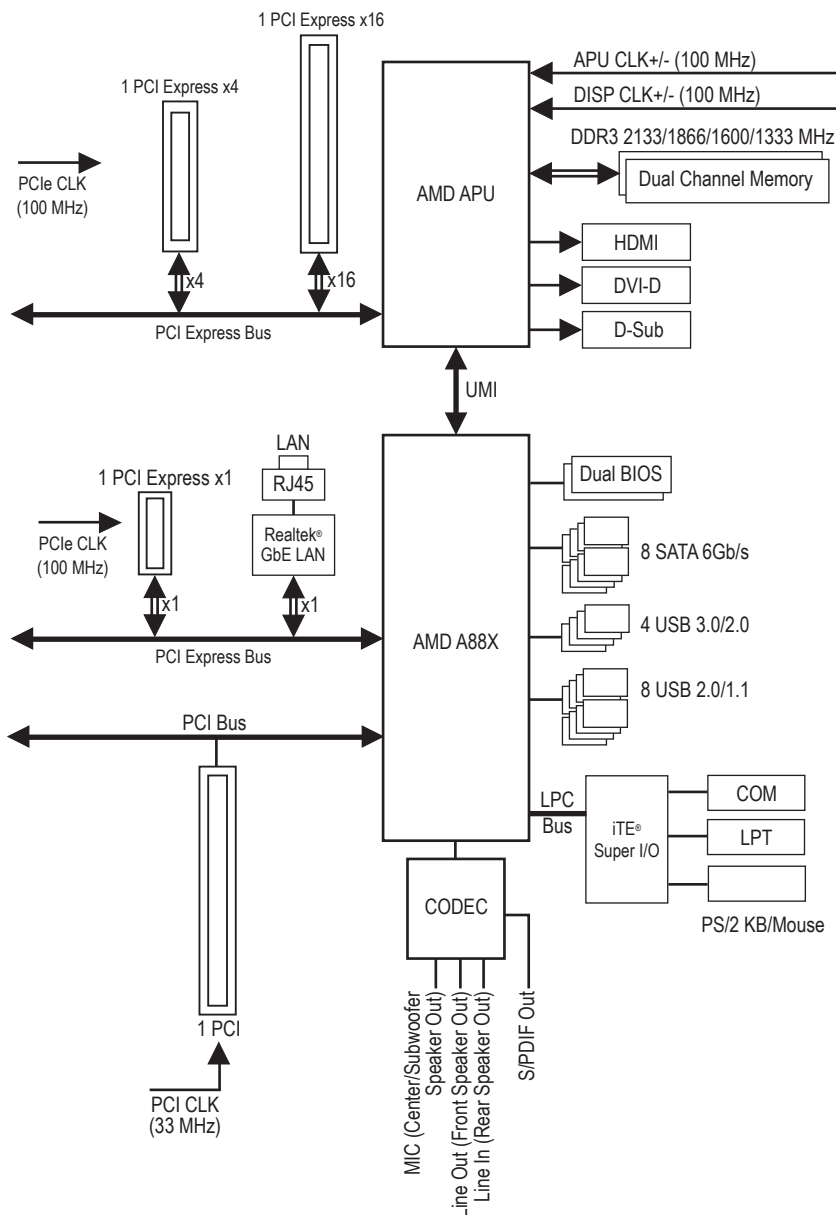 1 PCI Express x16
1 PCI Express x4
APU CLK+/- (100 MHz)
DISP CLK+/- (100 MHz)
DDR3 2133/1866/1600/1333 MHz
Dual Channel Memory
PCIe CLK
(100 MHz)
AMD APU
HDMI
x4
x16
DVI-D
PCI Express Bus
D-Sub
UMI
LAN
RJ45
1 PCI Express x1
Dual BIOS
PCIe CLK
(100 MHz)
Realtek®
GbE LAN
8 SATA 6Gb/s
x1
x1
4 USB 3.0/2.0
AMD A88X
PCI Express Bus
8 USB 2.0/1.1
PCI Bus
LPC
Bus
iTE®
Super I/O
COM
LPT
PS/2 KB/Mouse
CODEC
MIC (Center/Subwoofer
Speaker Out)
Line Out (Front Speaker Out)
Line In (Rear Speaker Out)
S/PDIF Out
1 PCI
PCI CLK
(33 MHz)